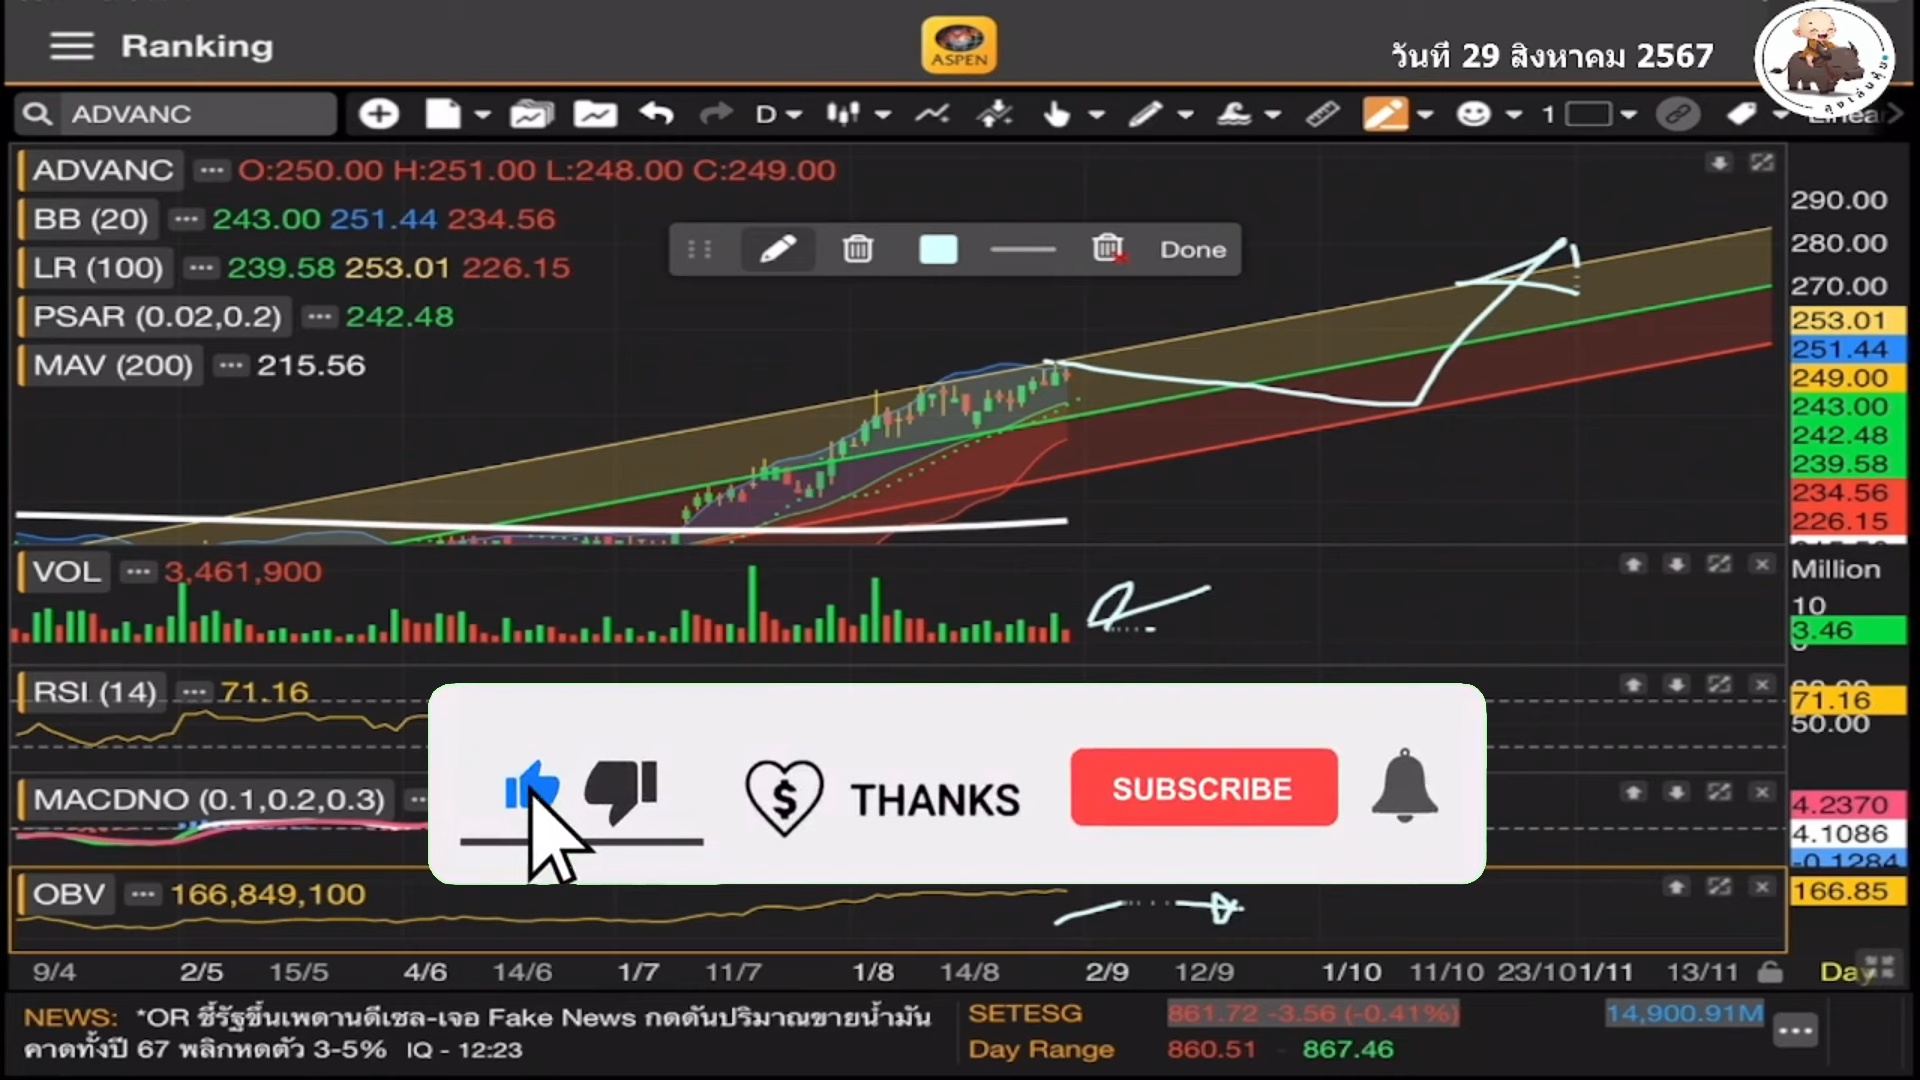 Ranking
ASPEN
วันที่ 29 สิงหาคม 2567
ลุงเล่นหุ้น
ADVANC
D
1
Linear
ADVANC ··· O:250.00 H:251.00 L:248.00 C:249.00
BB (20) ··· 243.00 251.44 234.56
LR (100) ··· 239.58 253.01 226.15
PSAR (0.02,0.2) ··· 242.48
MAV (200) ··· 215.56
Done
290.00
280.00
270.00
253.01
251.44
249.00
243.00
242.48
239.58
234.56
226.15
VOL ··· 3,461,900
Million
10
3.46
RSI (14) ··· 71.16
71.16
50.00
MACDNO (0.1,0.2,0.3)
4.2370
4.1086
-0.1284
THANKS
SUBSCRIBE
OBV ··· 166,849,100
166.85
9/4 2/5 15/5 4/6 14/6 1/7 11/7 1/8 14/8 2/9 12/9 1/10 11/10 23/10 1/11 13/11 Day
NEWS: *OR ชี้รัฐขึ้นเพดานดีเซล-เจอ Fake News กดดันปริมาณขายน้ำมัน
คาดทั้งปี 67 พลิกหดตัว 3-5% IQ - 12:23
SETESG 861.72 -3.56 (-0.41%) 14,900.91M
Day Range 860.51 - 867.46